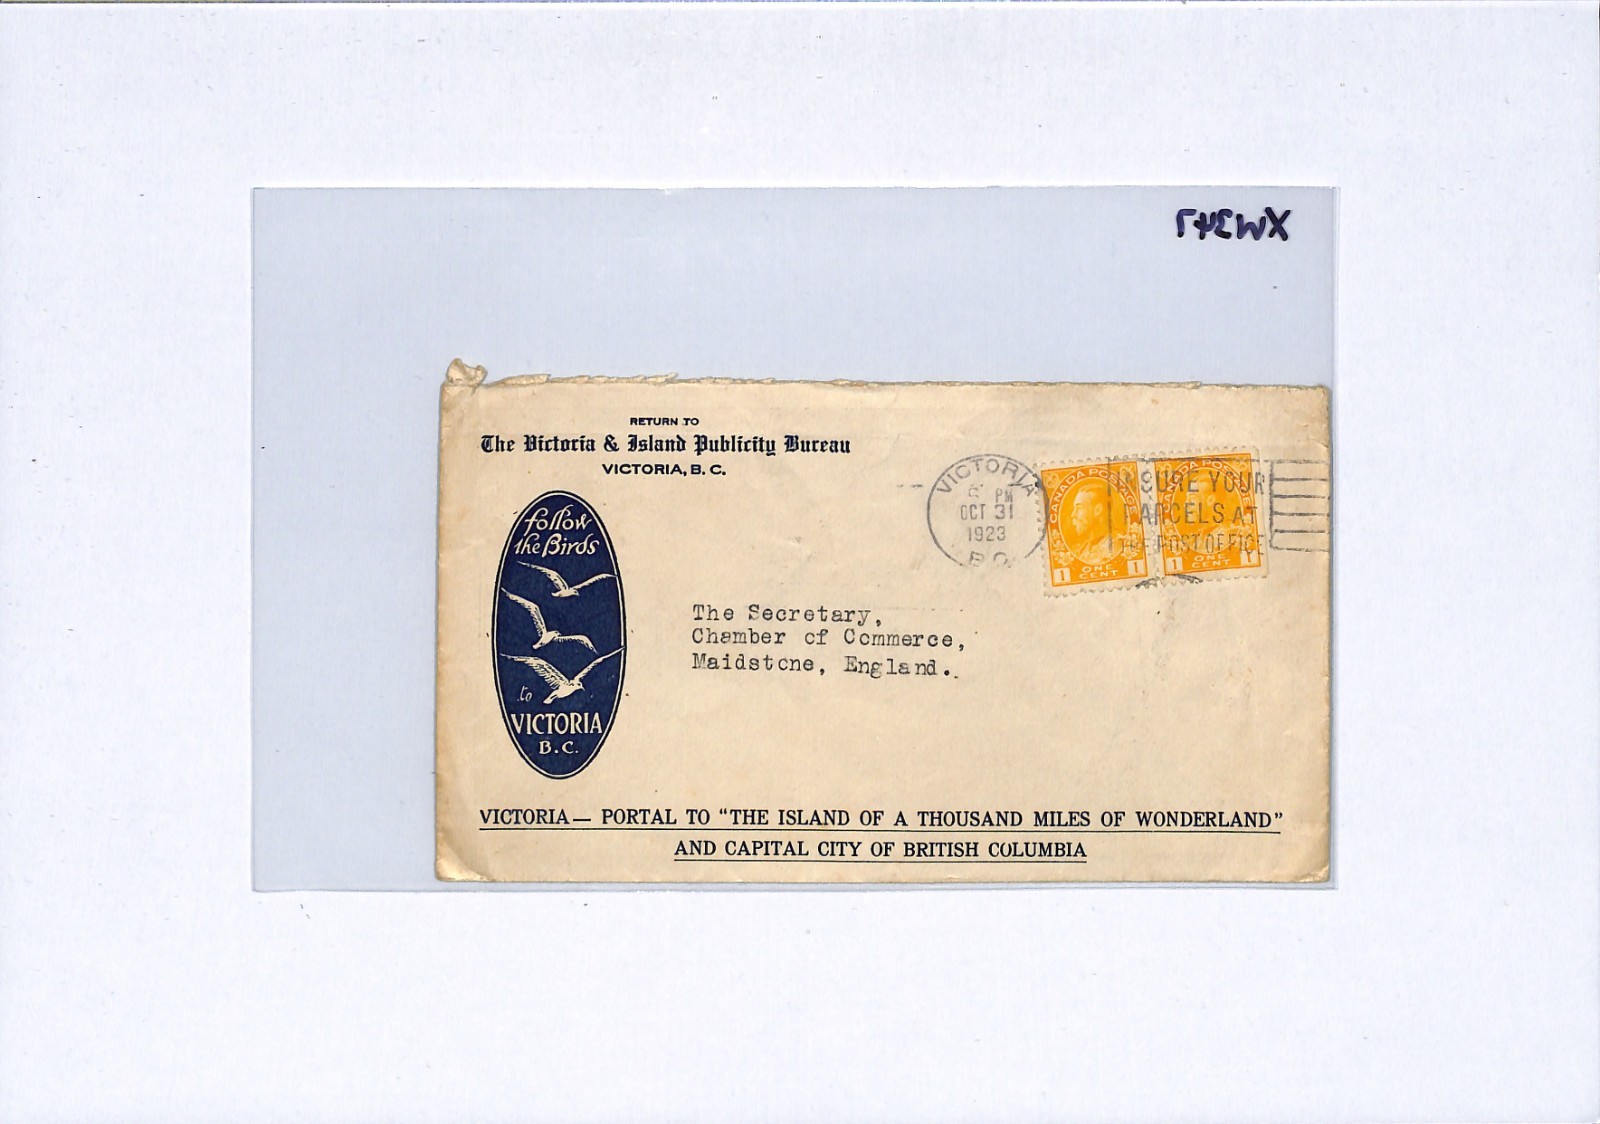 RETURN TO
The Victoria & Island Publicity Bureau
VICTORIA, B. C.
follow
the Birds
to
VICTORIA
B.C.
VICTORIA
PM
OCT 31
1923
B.C.
INSURE YOUR
PARCELS AT
THE POST OFFICE
CANADA POSTAGE
1 ONE CENT 1
CANADA POSTAGE
1 ONE CENT 1
The Secretary,
Chamber of Commerce,
Maidstone, England.
VICTORIA — PORTAL TO “THE ISLAND OF A THOUSAND MILES OF WONDERLAND”
AND CAPITAL CITY OF BRITISH COLUMBIA